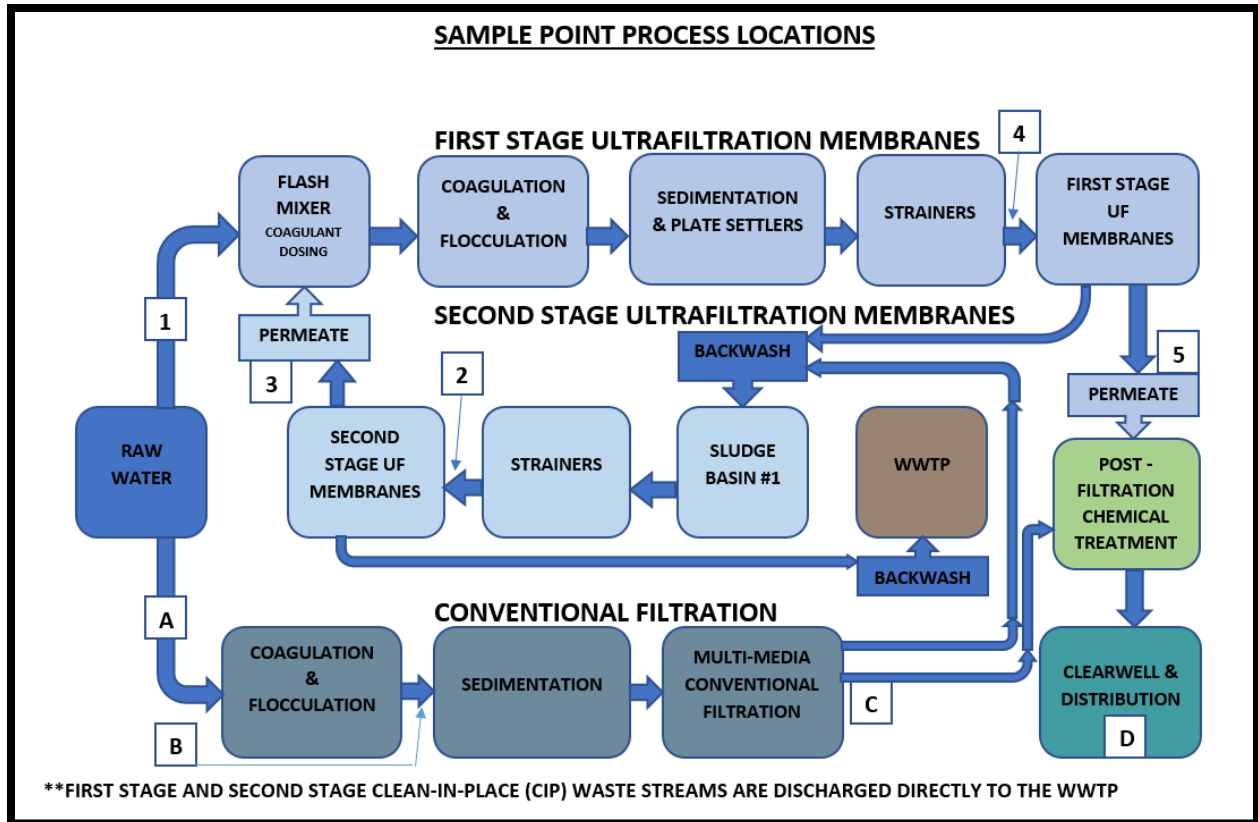 SAMPLE POINT PROCESS LOCATIONS
FIRST STAGE ULTRAFILTRATION MEMBRANES
4
FLASH
MIXER
COAGULANT
DOSING
COAGULATION
&
FLOCCULATION
SEDIMENTATION
& PLATE SETTLERS
STRAINERS
FIRST STAGE
UF
MEMBRANES
1
SECOND STAGE ULTRAFILTRATION MEMBRANES
PERMEATE
3
2
BACKWASH
5
PERMEATE
RAW
WATER
SECOND
STAGE UF
MEMBRANES
STRAINERS
SLUDGE
BASIN #1
WWTP
POST -
FILTRATION
CHEMICAL
TREATMENT
BACKWASH
CONVENTIONAL FILTRATION
A
COAGULATION
&
FLOCCULATION
SEDIMENTATION
MULTI-MEDIA
CONVENTIONAL
FILTRATION
C
CLEARWELL &
DISTRIBUTION
D
B
**FIRST STAGE AND SECOND STAGE CLEAN-IN-PLACE (CIP) WASTE STREAMS ARE DISCHARGED DIRECTLY TO THE WWTP